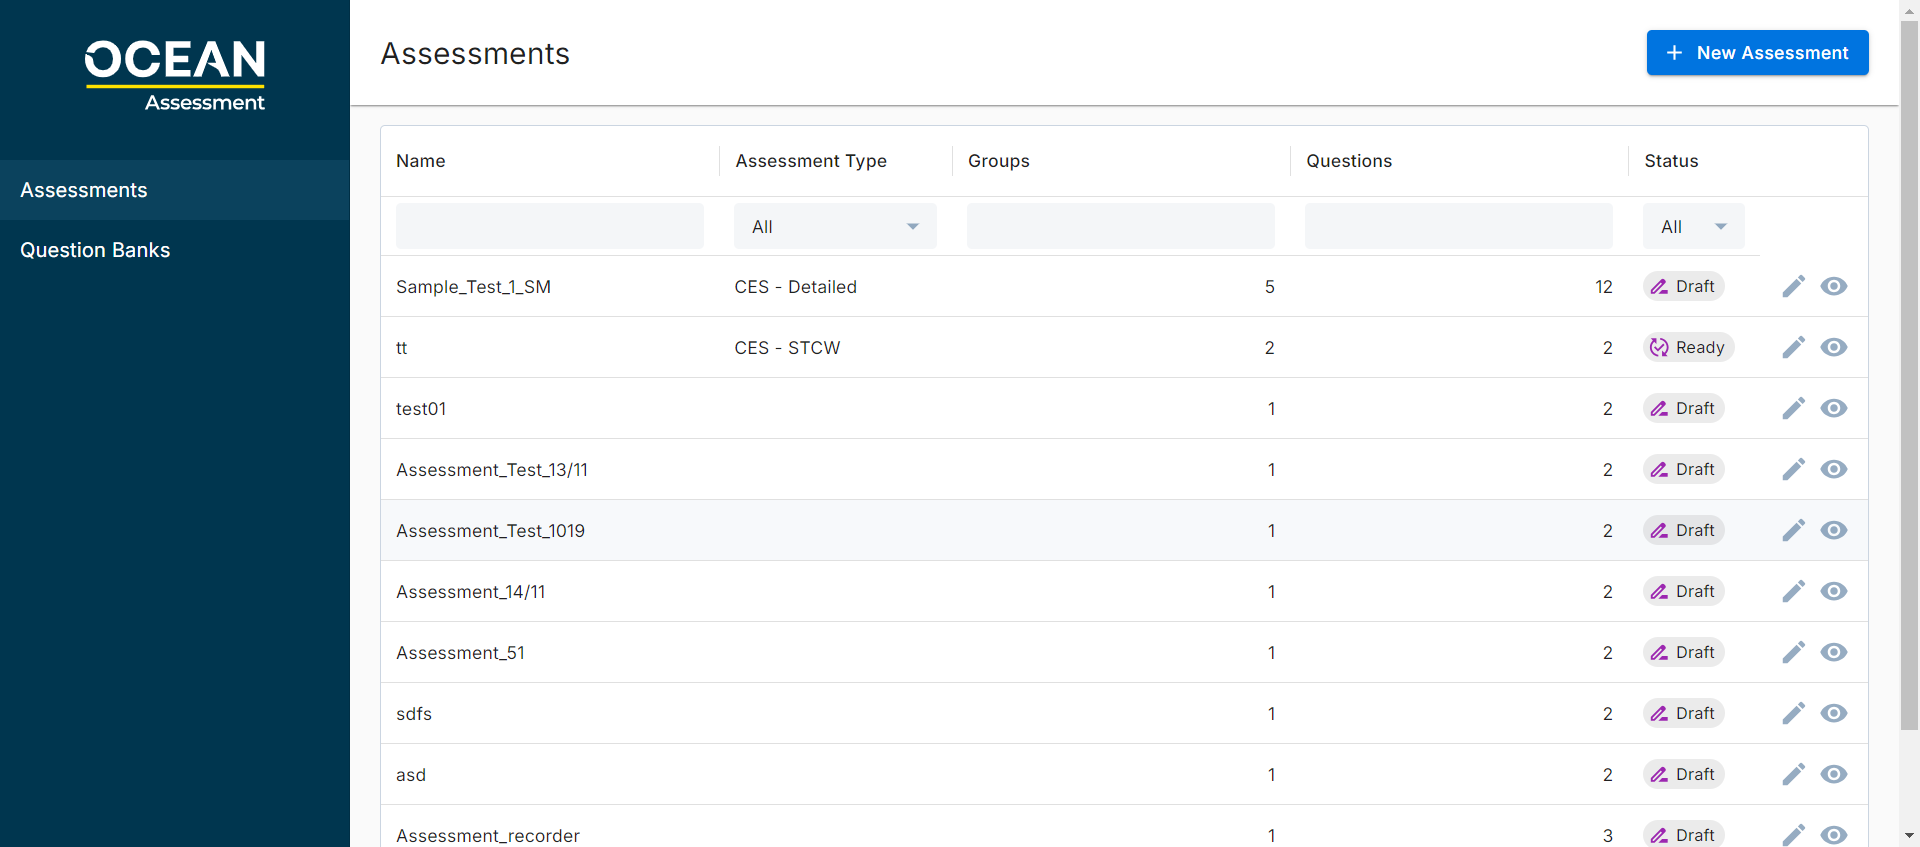 OCEAN
Assessment
Assessments
Question Banks
Assessments
New Assessment
Name Assessment Type Groups Questions Status
All All
Sample_Test_1_SM CES - Detailed 5 12 Draft
tt CES - STCW 2 2 Ready
test01 1 2 Draft
Assessment_Test_13/11 1 2 Draft
Assessment_Test_1019 1 2 Draft
Assessment_14/11 1 2 Draft
Assessment_51 1 2 Draft
sdfs 1 2 Draft
asd 1 2 Draft
Assessment_recorder 1 3 Draft